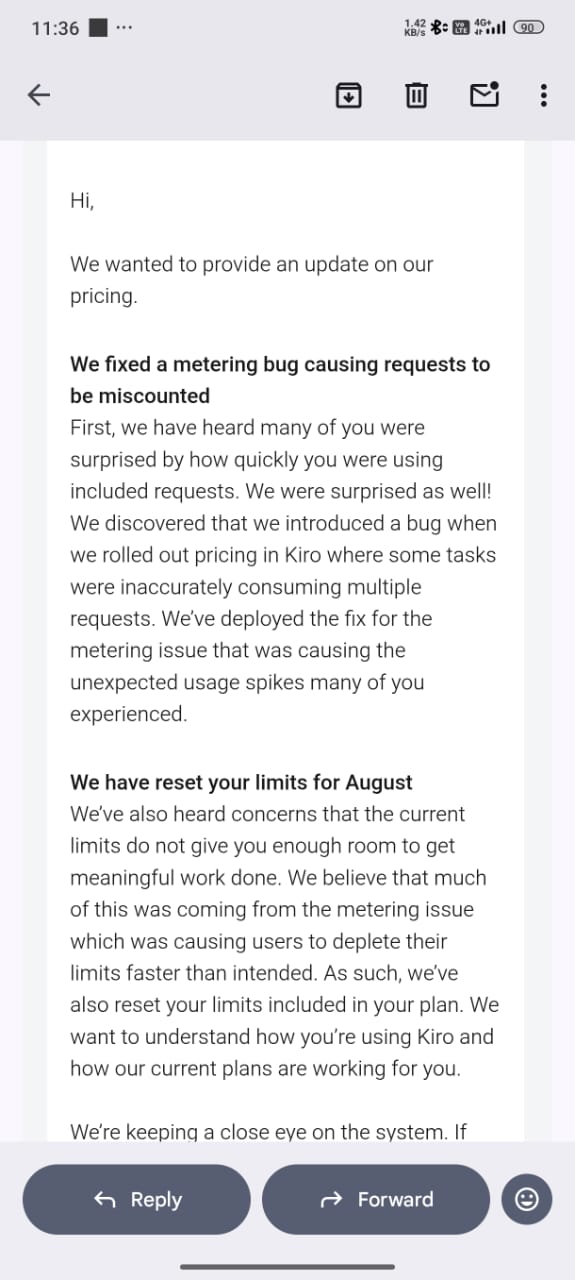 11:36 ...
1.42 KB/s VoLTE 4G+ 90
Hi,
We wanted to provide an update on our
pricing.
We fixed a metering bug causing requests to
be miscounted
First, we have heard many of you were
surprised by how quickly you were using
included requests. We were surprised as well!
We discovered that we introduced a bug when
we rolled out pricing in Kiro where some tasks
were inaccurately consuming multiple
requests. We’ve deployed the fix for the
metering issue that was causing the
unexpected usage spikes many of you
experienced.
We have reset your limits for August
We’ve also heard concerns that the current
limits do not give you enough room to get
meaningful work done. We believe that much
of this was coming from the metering issue
which was causing users to deplete their
limits faster than intended. As such, we’ve
also reset your limits included in your plan. We
want to understand how you’re using Kiro and
how our current plans are working for you.
We’re keeping a close eye on the system. If
Reply
Forward